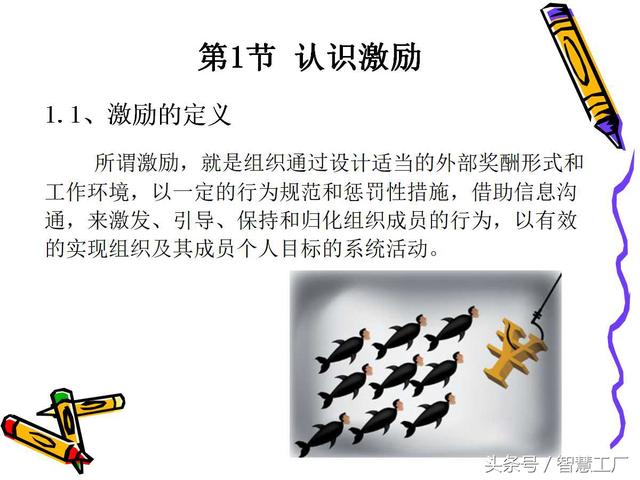 第1节 认识激励
1.1、激励的定义
所谓激励，就是组织通过设计适当的外部奖酬形式和
工作环境，以一定的行为规范和惩罚性措施，借助信息沟
通，来激发、引导、保持和归化组织成员的行为，以有效
的实现组织及其成员个人目标的系统活动。
头条号 / 智慧工厂